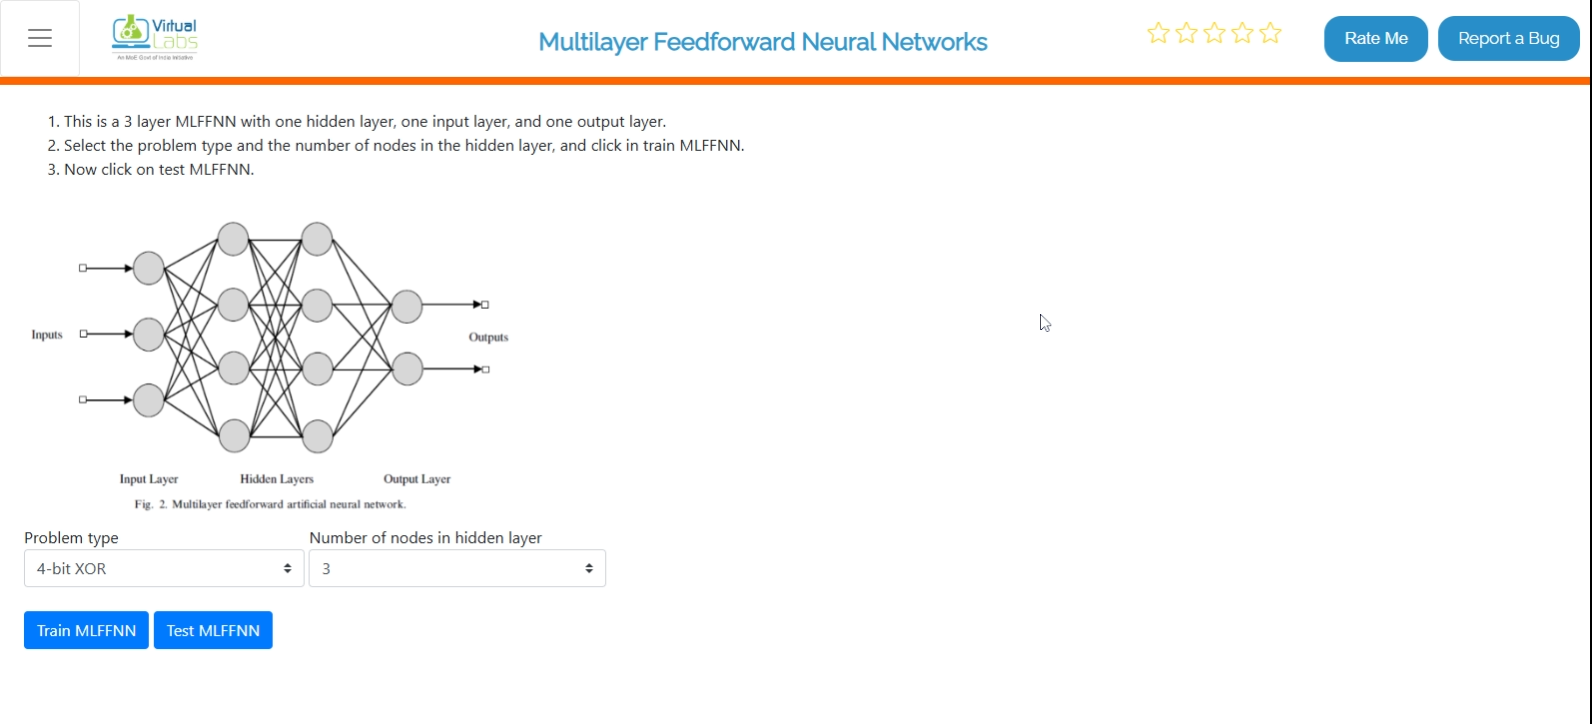 Virtual
Labs
An MoE Govt of India Initiative
Multilayer Feedforward Neural Networks
Rate Me
Report a Bug
1. This is a 3 layer MLFFNN with one hidden layer, one input layer, and one output layer.
2. Select the problem type and the number of nodes in the hidden layer, and click in train MLFFNN.
3. Now click on test MLFFNN.
Inputs
Outputs
Input Layer Hidden Layers Output Layer
Fig. 2. Multilayer feedforward artificial neural network.
Problem type Number of nodes in hidden layer
4-bit XOR 3
Train MLFFNN Test MLFFNN